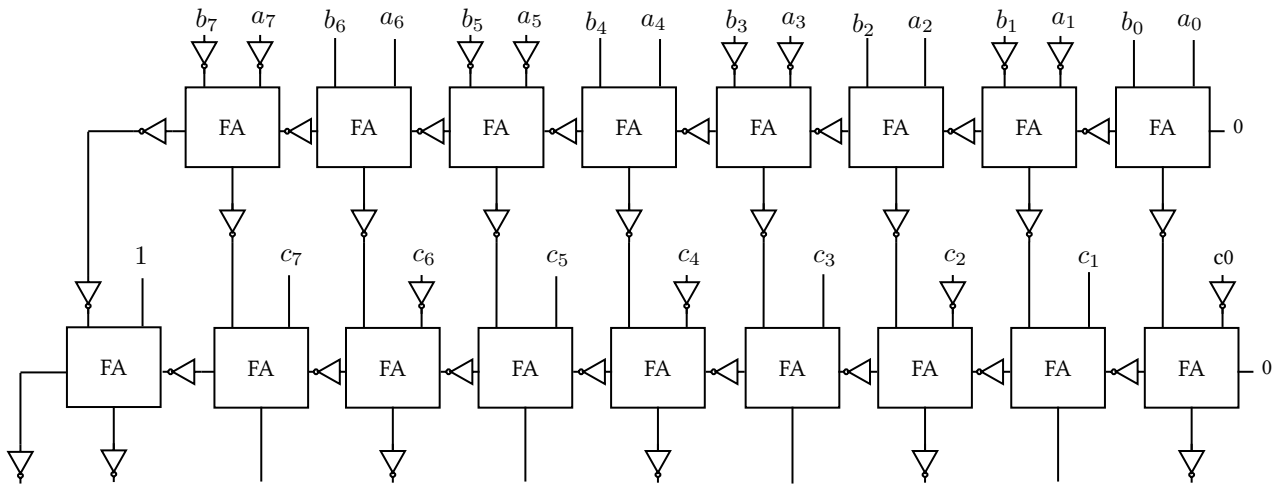 b₇ a₇ b₆ a₆ b₅ a₅ b₄ a₄ b₃ a₃ b₂ a₂ b₁ a₁ b₀ a₀
FA FA FA FA FA FA FA FA 0
1 c₇ c₆ c₅ c₄ c₃ c₂ c₁ c0
FA FA FA FA FA FA FA FA FA 0